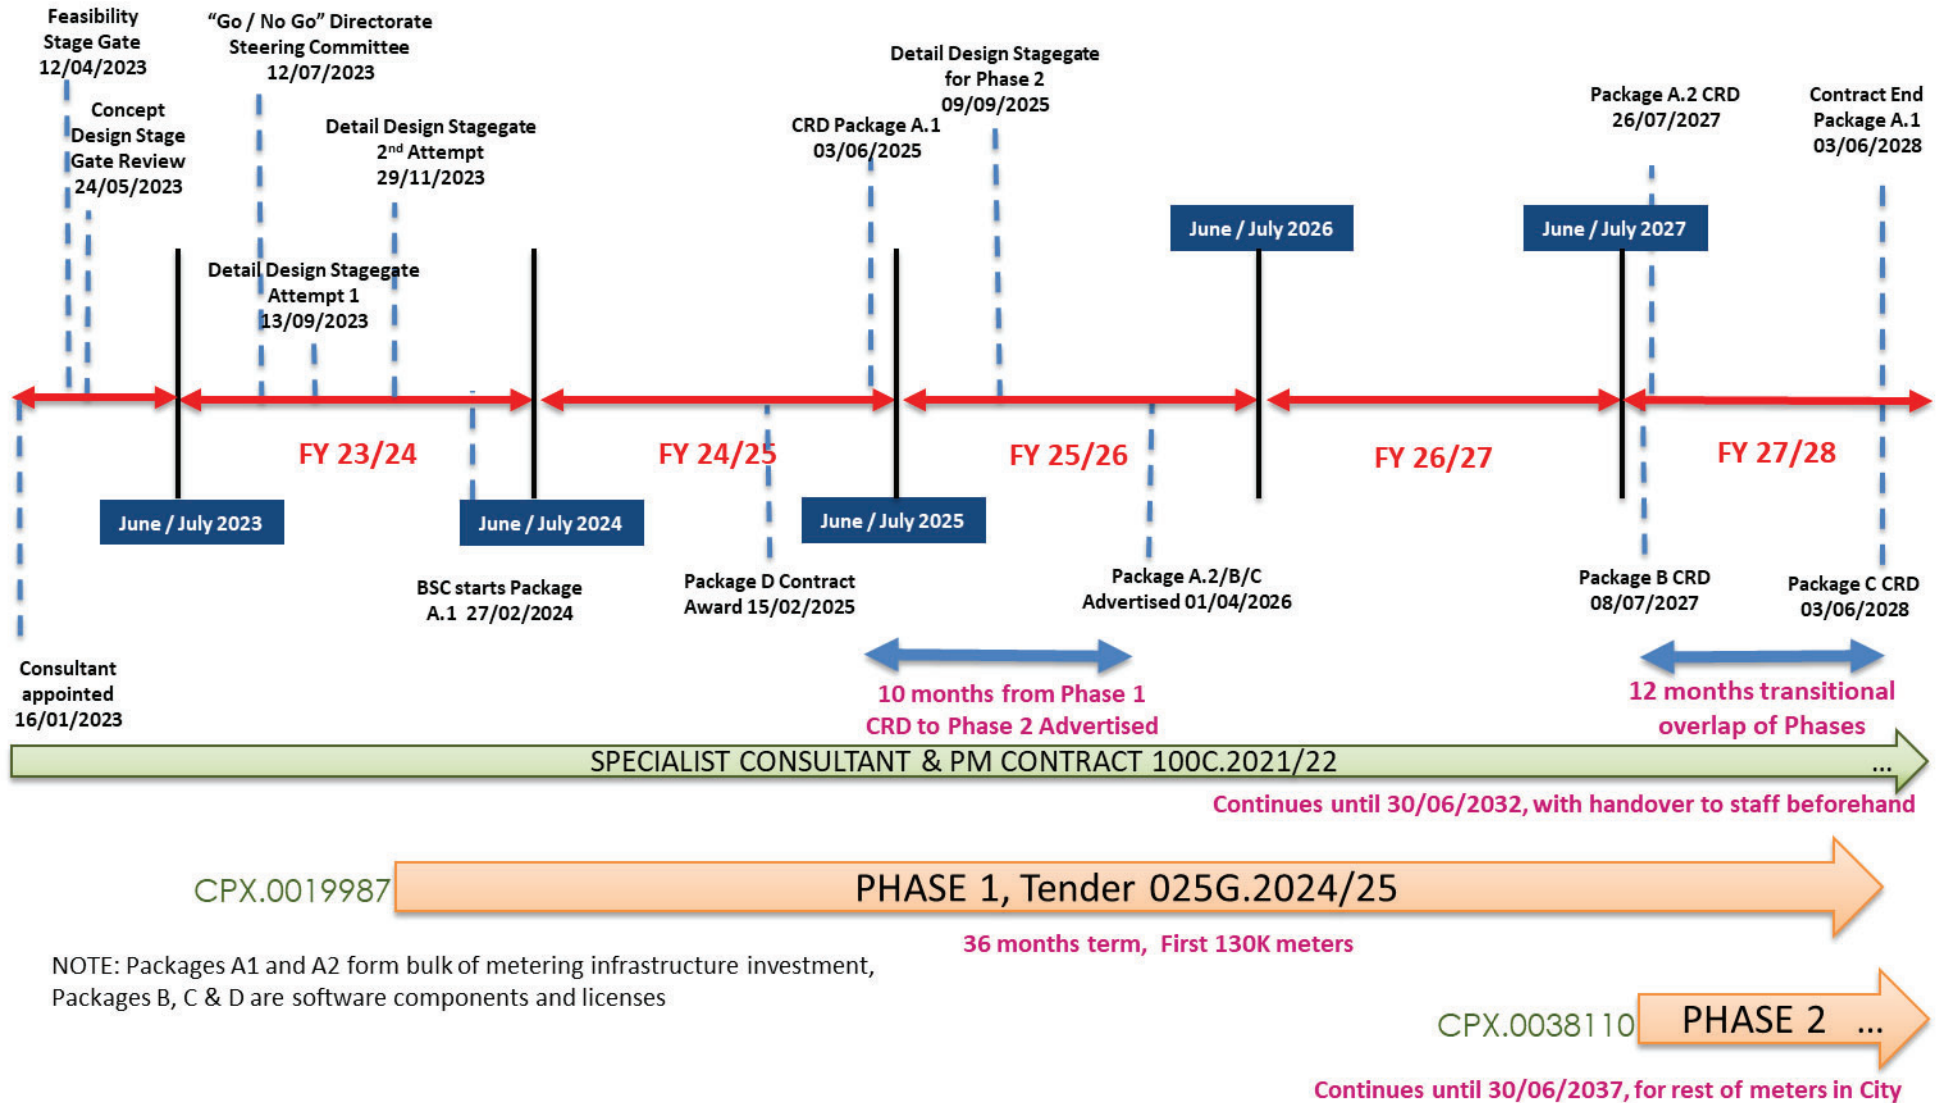 Feasibility
Stage Gate
12/04/2023
“Go / No Go” Directorate
Steering Committee
12/07/2023
Concept
Design Stage
Gate Review
24/05/2023
Detail Design Stagegate
2nd Attempt
29/11/2023
Detail Design Stagegate
Attempt 1
13/09/2023
CRD Package A.1
03/06/2025
Detail Design Stagegate
for Phase 2
09/09/2025
Package A.2 CRD
26/07/2027
Contract End
Package A.1
03/06/2028
June / July 2026
June / July 2027
FY 23/24
FY 24/25
FY 25/26
FY 26/27
FY 27/28
June / July 2023
June / July 2024
June / July 2025
Consultant
appointed
16/01/2023
BSC starts Package
A.1 27/02/2024
Package D Contract
Award 15/02/2025
Package A.2/B/C
Advertised 01/04/2026
Package B CRD
08/07/2027
Package C CRD
03/06/2028
10 months from Phase 1
CRD to Phase 2 Advertised
12 months transitional
overlap of Phases
SPECIALIST CONSULTANT & PM CONTRACT 100C.2021/22 ...
Continues until 30/06/2032, with handover to staff beforehand
CPX.0019987
PHASE 1, Tender 025G.2024/25
36 months term, First 130K meters
NOTE: Packages A1 and A2 form bulk of metering infrastructure investment,
Packages B, C & D are software components and licenses
CPX.0038110
PHASE 2 ...
Continues until 30/06/2037, for rest of meters in City